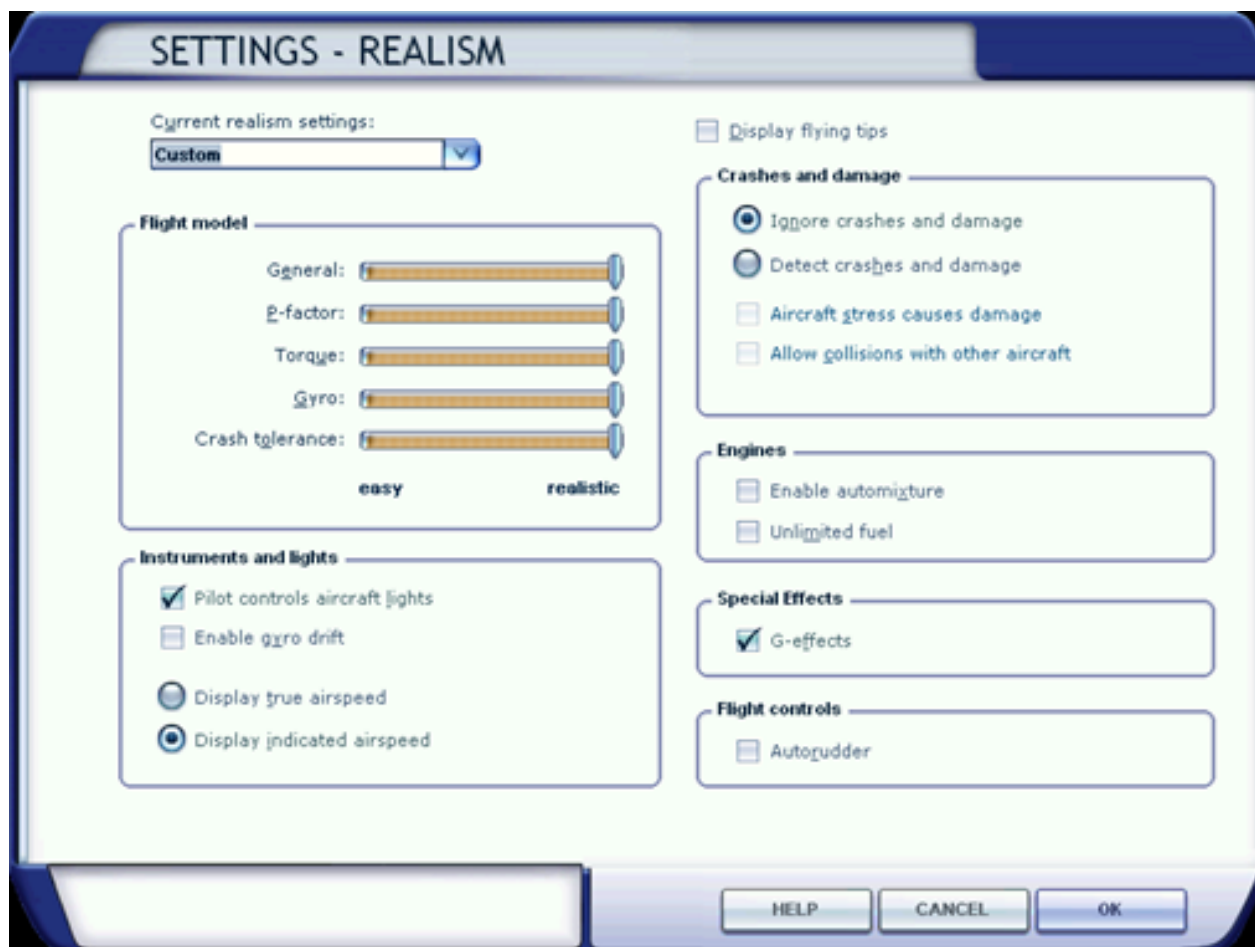 SETTINGS - REALISM
Current realism settings:
Custom
Flight model
General:
P-factor:
Torque:
Gyro:
Crash tolerance:
easy realistic
Instruments and lights
Pilot controls aircraft lights
Enable gyro drift
Display true airspeed
Display indicated airspeed
Display flying tips
Crashes and damage
Ignore crashes and damage
Detect crashes and damage
Aircraft stress causes damage
Allow collisions with other aircraft
Engines
Enable automixture
Unlimited fuel
Special Effects
G-effects
Flight controls
Autorudder
HELP CANCEL OK